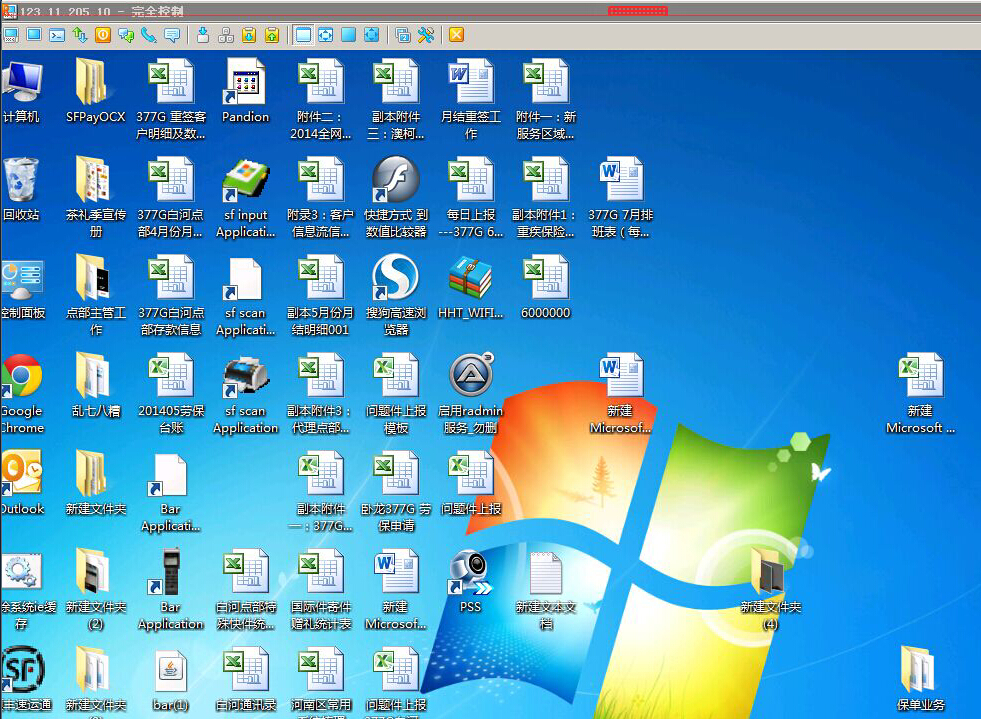 123.11.205.10 - 完全控制
计算机
SFPayOCX
377G 重签客
户明细及数...
Pandion
附件二：
2014全网...
副本附件
三：澳柯...
月结重签工
作
附件一：新
服务区域...
回收站
茶礼季宣传
册
377G白河点
部4月份月...
sf input
Applicati...
附录3：客户
信息流信...
快捷方式 到
数值比较器
每日上报
---377G 6...
副本附件1：
重疾保险...
377G 7月排
班表（每...
控制面板
点部主管工
作
377G白河点
部存款信息
sf scan
Applicati...
副本5月份月
结明细001
搜狗高速浏
览器
HHT_WIFI...
6000000
Google
Chrome
乱七八糟
201405劳保
台账
sf scan
Application
副本附件3：
代理点部...
问题件上报
模板
启用radmin
服务_勿删
新建
Microsof...
新建
Microsoft ...
Outlook
新建文件夹
Bar
Applicati...
副本附件
一：377G...
卧龙377G 劳
保申请
问题件上报
除系统ie缓
存
新建文件夹
(2)
Bar
Application
白河点部特
殊快件统...
国际件寄件
赠礼统计表
新建
Microsof...
PSS
新建文本文
档
新建文件夹
(4)
SF
丰速运通
新建文件夹
bar(1)
白河通讯录
河南区常用
问题件上报
保单业务